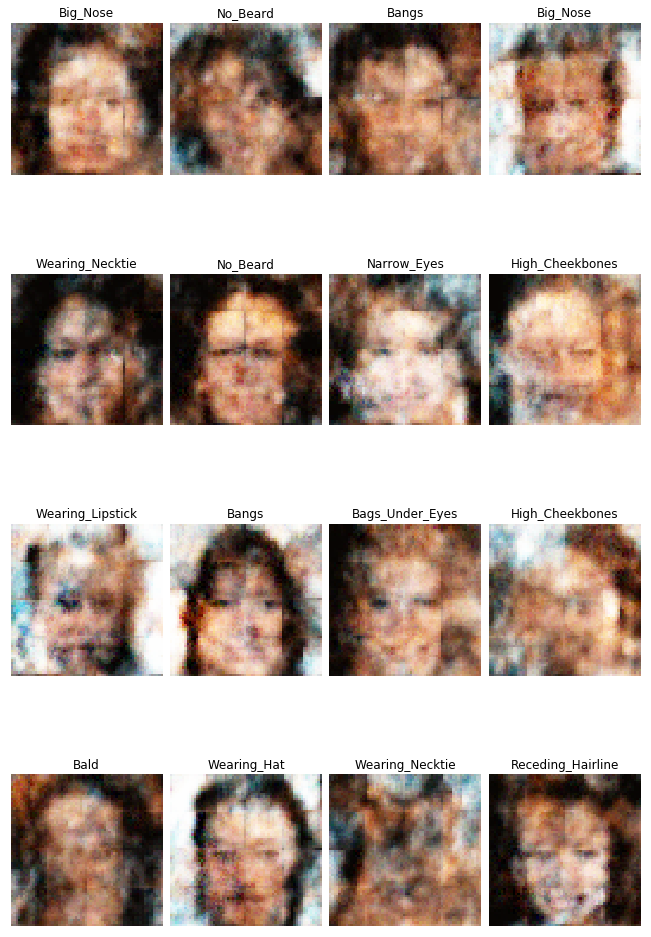 Big_Nose No_Beard Bangs Big_Nose
Wearing_Necktie No_Beard Narrow_Eyes High_Cheekbones
Wearing_Lipstick Bangs Bags_Under_Eyes High_Cheekbones
Bald Wearing_Hat Wearing_Necktie Receding_Hairline